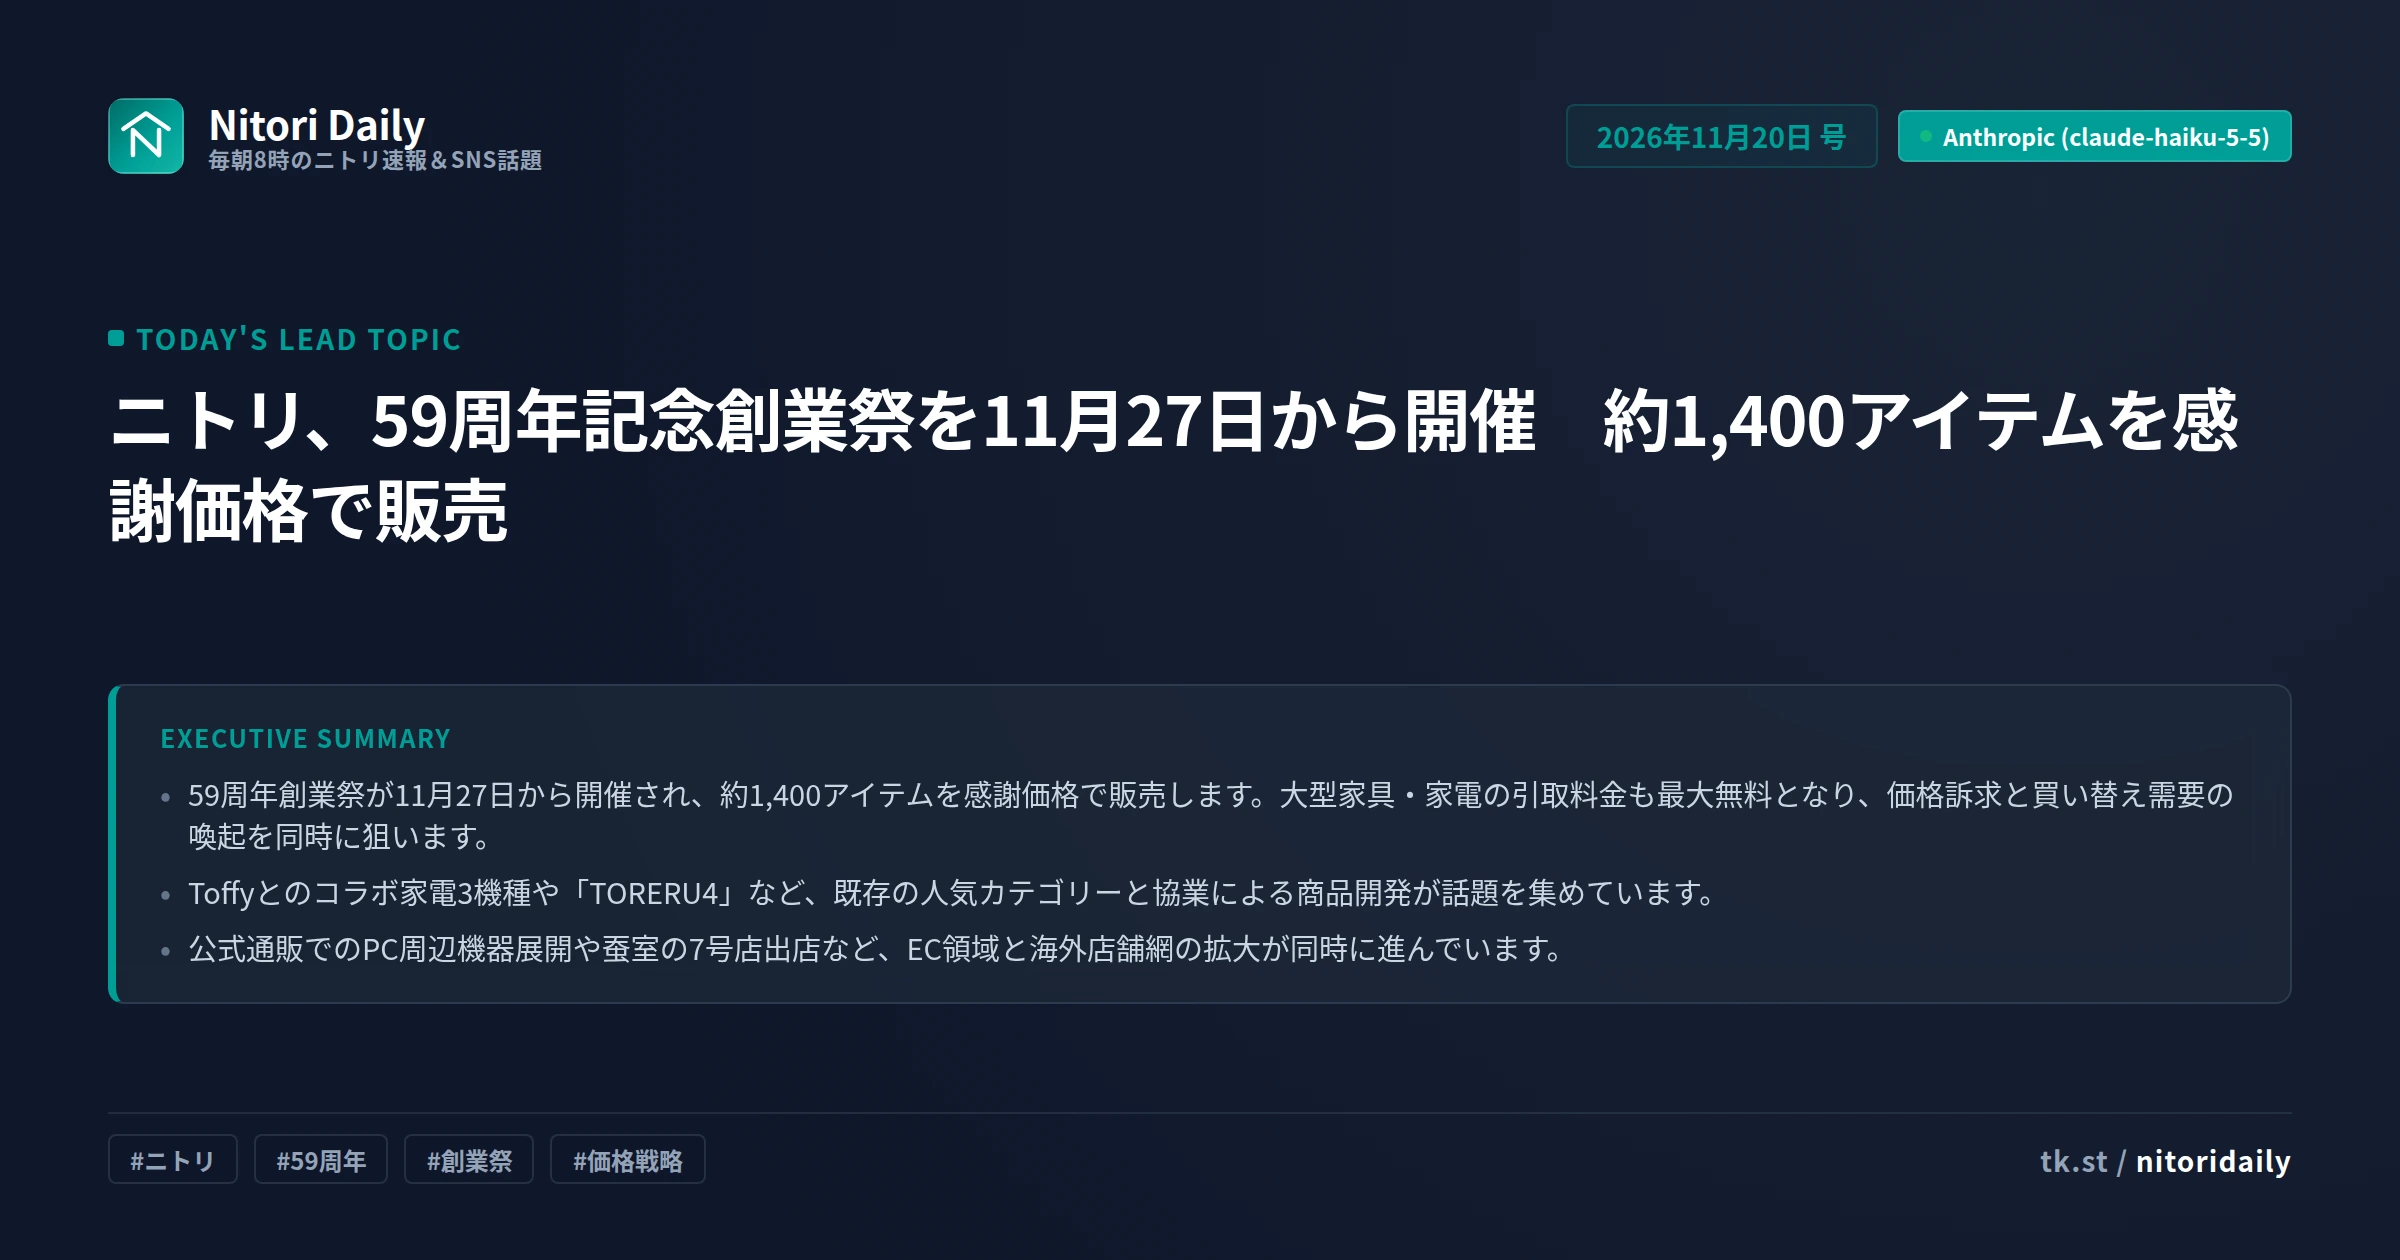 Nitori Daily
毎朝8時のニトリ速報＆SNS話題
2026年11月20日 号
Anthropic (claude-haiku-5-5)
TODAY'S LEAD TOPIC
ニトリ、59周年記念創業祭を11月27日から開催　約1,400アイテムを感
謝価格で販売
EXECUTIVE SUMMARY
• 59周年創業祭が11月27日から開催され、約1,400アイテムを感謝価格で販売します。大型家具・家電の引取料金も最大無料となり、価格訴求と買い替え需要の
喚起を同時に狙います。
• Toffyとのコラボ家電3機種や「TORERU4」など、既存の人気カテゴリーと協業による商品開発が話題を集めています。
• 公式通販でのPC周辺機器展開や蚕室の7号店出店など、EC領域と海外店舗網の拡大が同時に進んでいます。
#ニトリ #59周年 #創業祭 #価格戦略
tk.st / nitoridaily